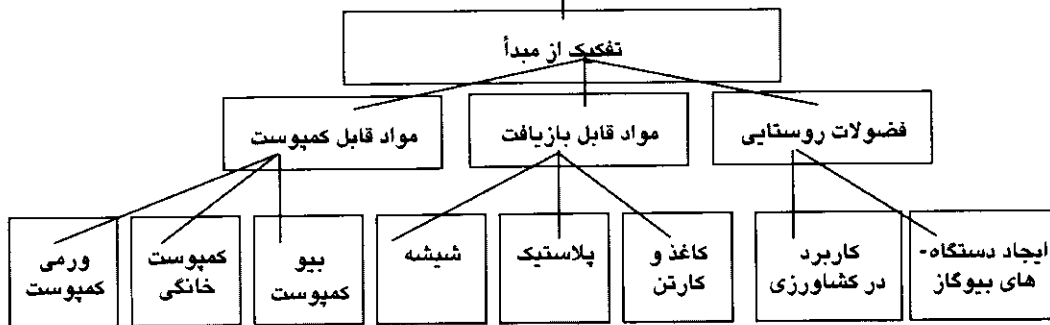 تفکیک از مبدأ
فضولات روستایی
مواد قابل بازیافت
مواد قابل کمپوست
ایجاد دستگاه-
های بیوگاز
کاربرد
در کشاورزی
کاغذ و
کارتن
پلاستیک
شیشه
بیو
کمپوست
کمپوست
خانگی
ورمی
کمپوست